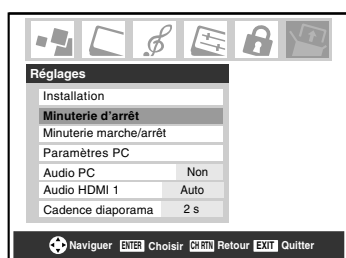 Réglages
Installation
Minuterie d'arrêt
Minuterie marche/arrêt
Paramètres PC
Audio PC Non
Audio HDMI 1 Auto
Cadence diaporama 2 s
Naviguer ENTER Choisir CH RTN Retour EXIT Quitter